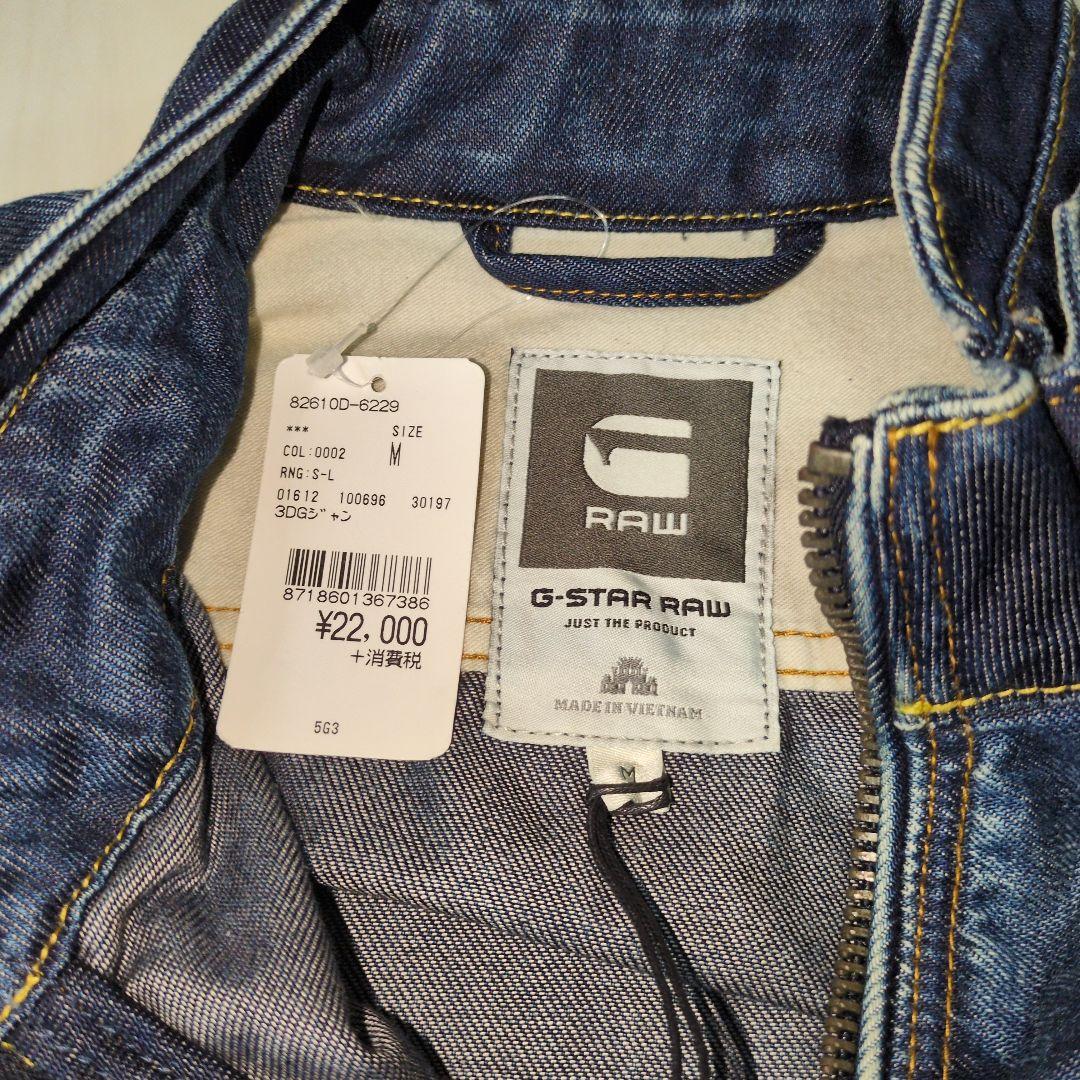 82610D-6229
*** SIZE
COL:0002 M
RNG:S-L
01612 100696 30197
3DGジャン
8718601367386
¥22,000
+消費税
5G3
G
RAW
G-STAR RAW
JUST THE PRODUCT
MADE IN VIETNAM
M